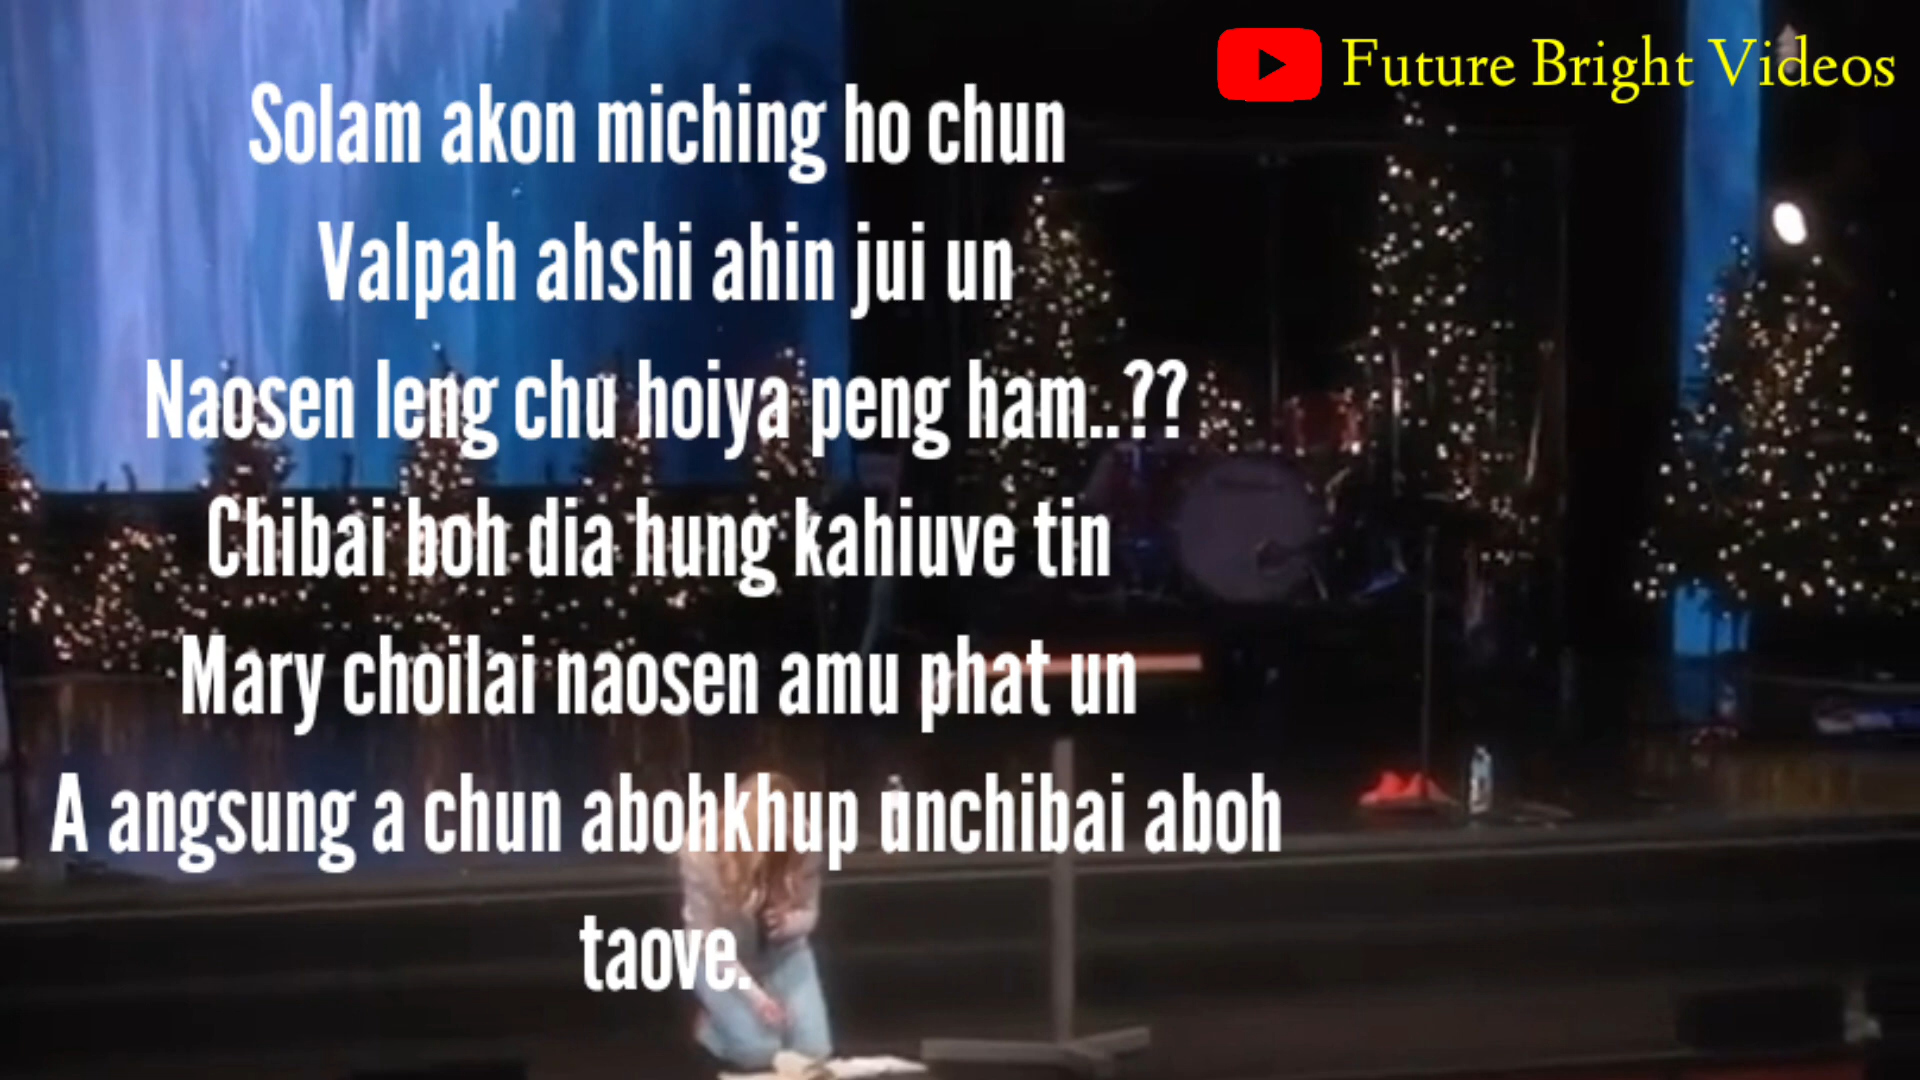 Future Bright Videos
Solam akon miching ho chun
Valpah ahshi ahin jui un
Naosen leng chu hoiya peng ham..??
Chibai boh dia hung kahiuve tin
Mary choilai naosen amu phat un
A angsung a chun abohkhup unchibai aboh
taove.